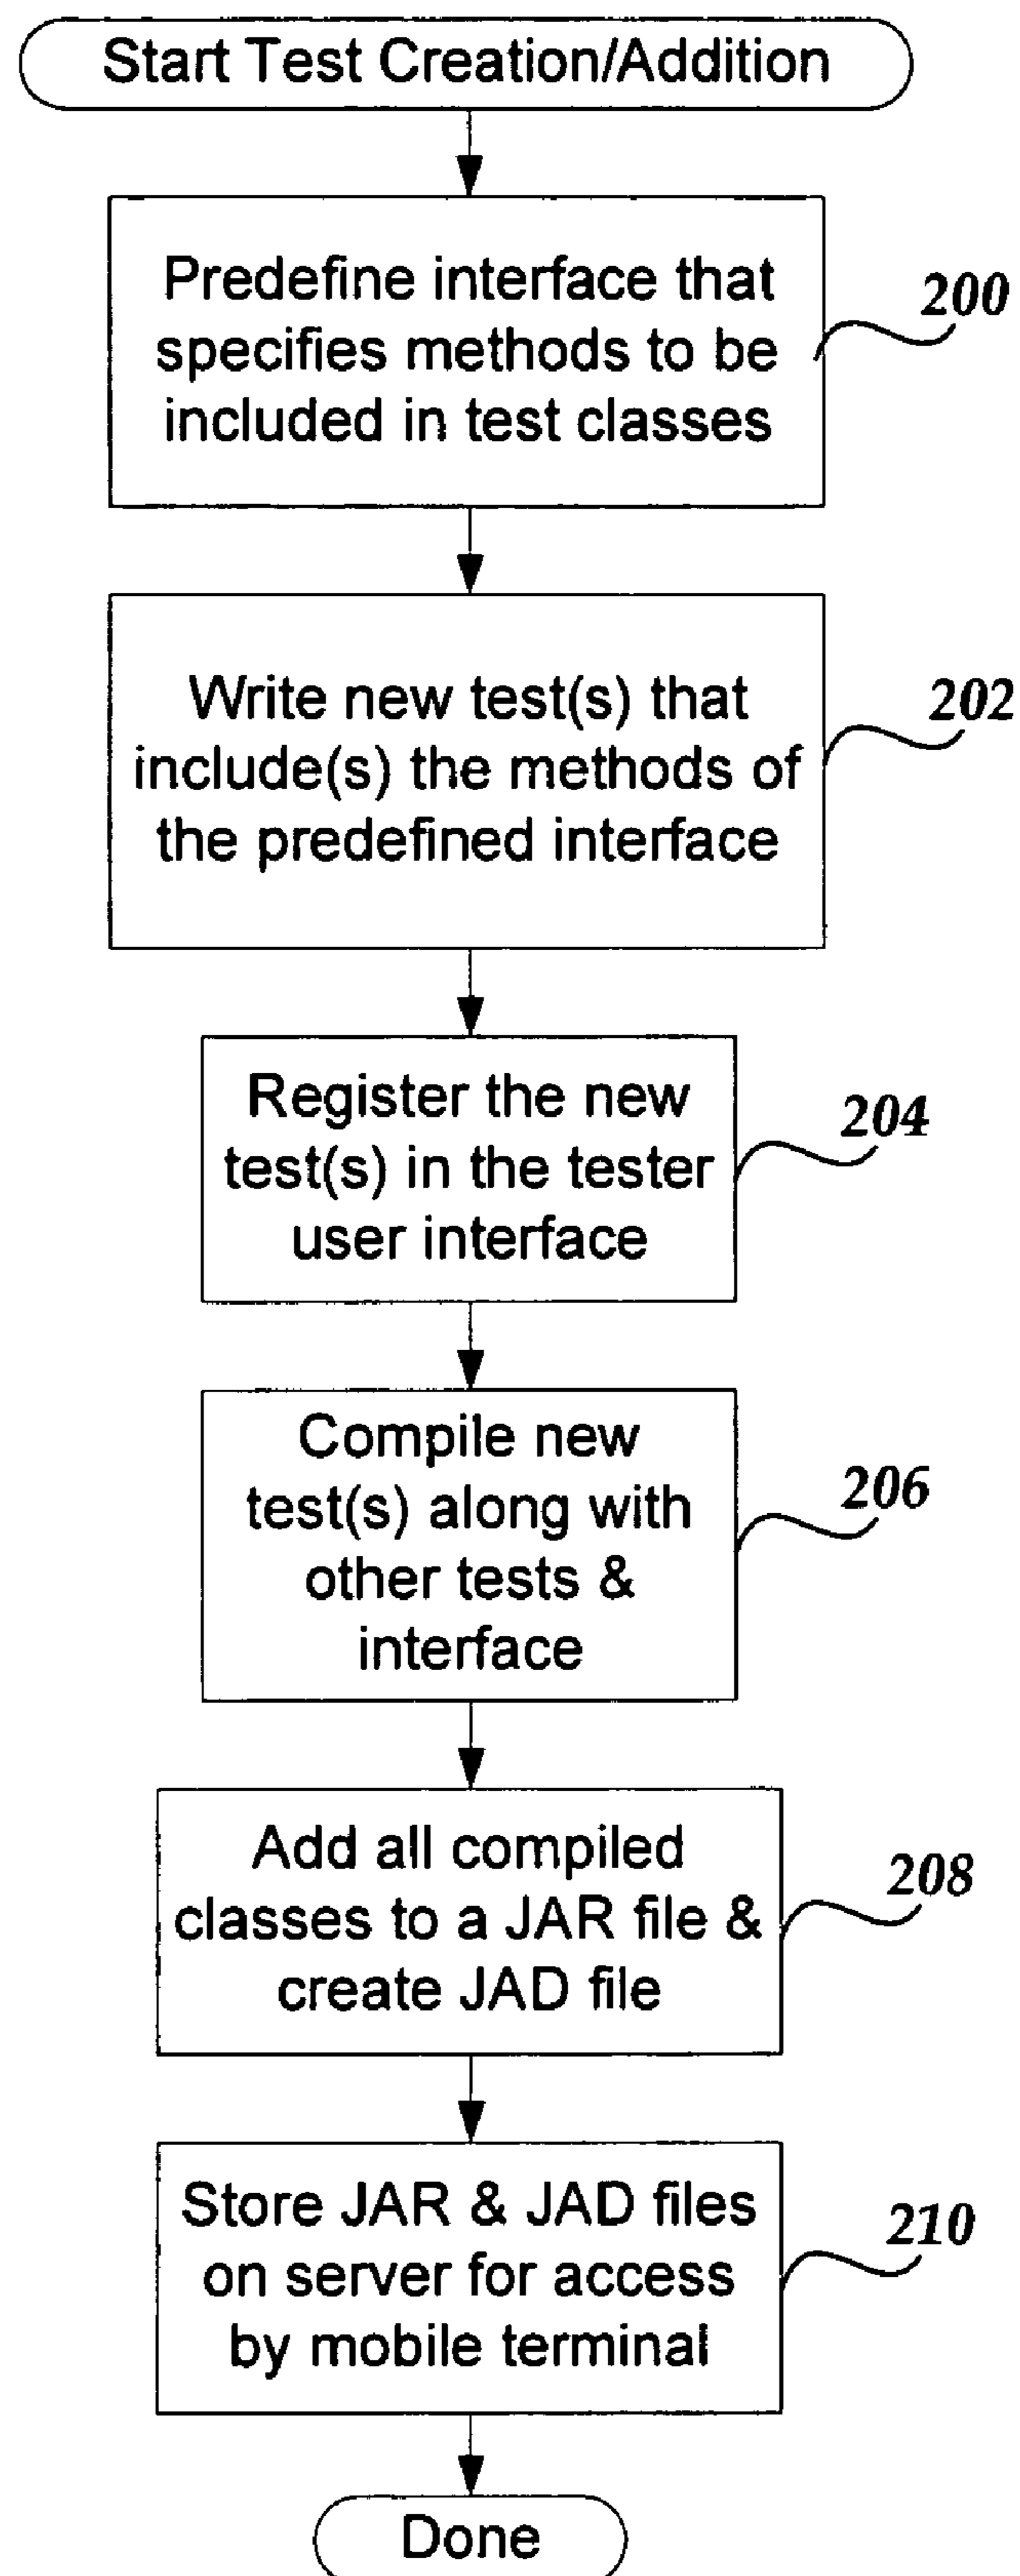 Start Test Creation/Addition
Predefine interface that
specifies methods to be
included in test classes
200
Write new test(s) that
include(s) the methods of
the predefined interface
202
Register the new
test(s) in the tester
user interface
204
Compile new
test(s) along with
other tests &
interface
206
Add all compiled
classes to a JAR file &
create JAD file
208
Store JAR & JAD files
on server for access
by mobile terminal
210
Done